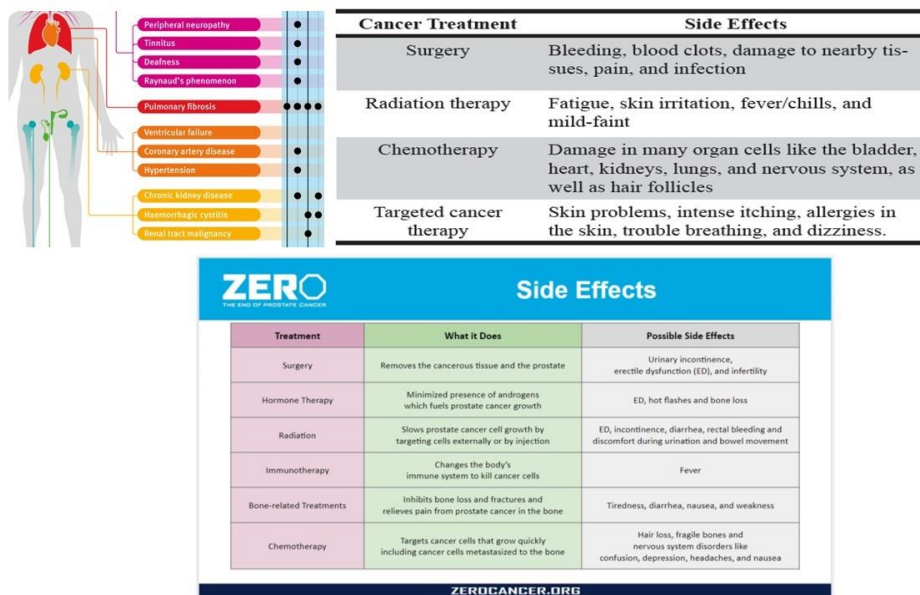 Peripheral neuropathy
Tinnitus
Deafness
Raynaud's phenomenon
Pulmonary fibrosis
Ventricular failure
Coronary artery disease
Hypertension
Chronic kidney disease
Haemorrhagic cystitis
Renal tract malignancy
Cancer Treatment Side Effects
Surgery Bleeding, blood clots, damage to nearby tis-
sues, pain, and infection
Radiation therapy Fatigue, skin irritation, fever/chills, and
mild-faint
Chemotherapy Damage in many organ cells like the bladder,
heart, kidneys, lungs, and nervous system, as
well as hair follicles
Targeted cancer Skin problems, intense itching, allergies in
therapy the skin, trouble breathing, and dizziness.
ZERO
THE END OF PROSTATE CANCER
Side Effects
Treatment What it Does Possible Side Effects
Surgery Removes the cancerous tissue and the prostate Urinary incontinence,
erectile dysfunction (ED), and infertility
Hormone Therapy Minimized presence of androgens
which fuels prostate cancer growth ED, hot flashes and bone loss
Radiation Slows prostate cancer cell growth by
targeting cells externally or by injection ED, incontinence, diarrhea, rectal bleeding and
discomfort during urination and bowel movement
Immunotherapy Changes the body's
immune system to kill cancer cells Fever
Bone-related Treatments Inhibits bone loss and fractures and
relieves pain from prostate cancer in the bone Tiredness, diarrhea, nausea, and weakness
Chemotherapy Targets cancer cells that grow quickly
including cancer cells metastasized to the bone Hair loss, fragile bones and
nervous system disorders like
confusion, depression, headaches, and nausea
ZEROCANCER.ORG